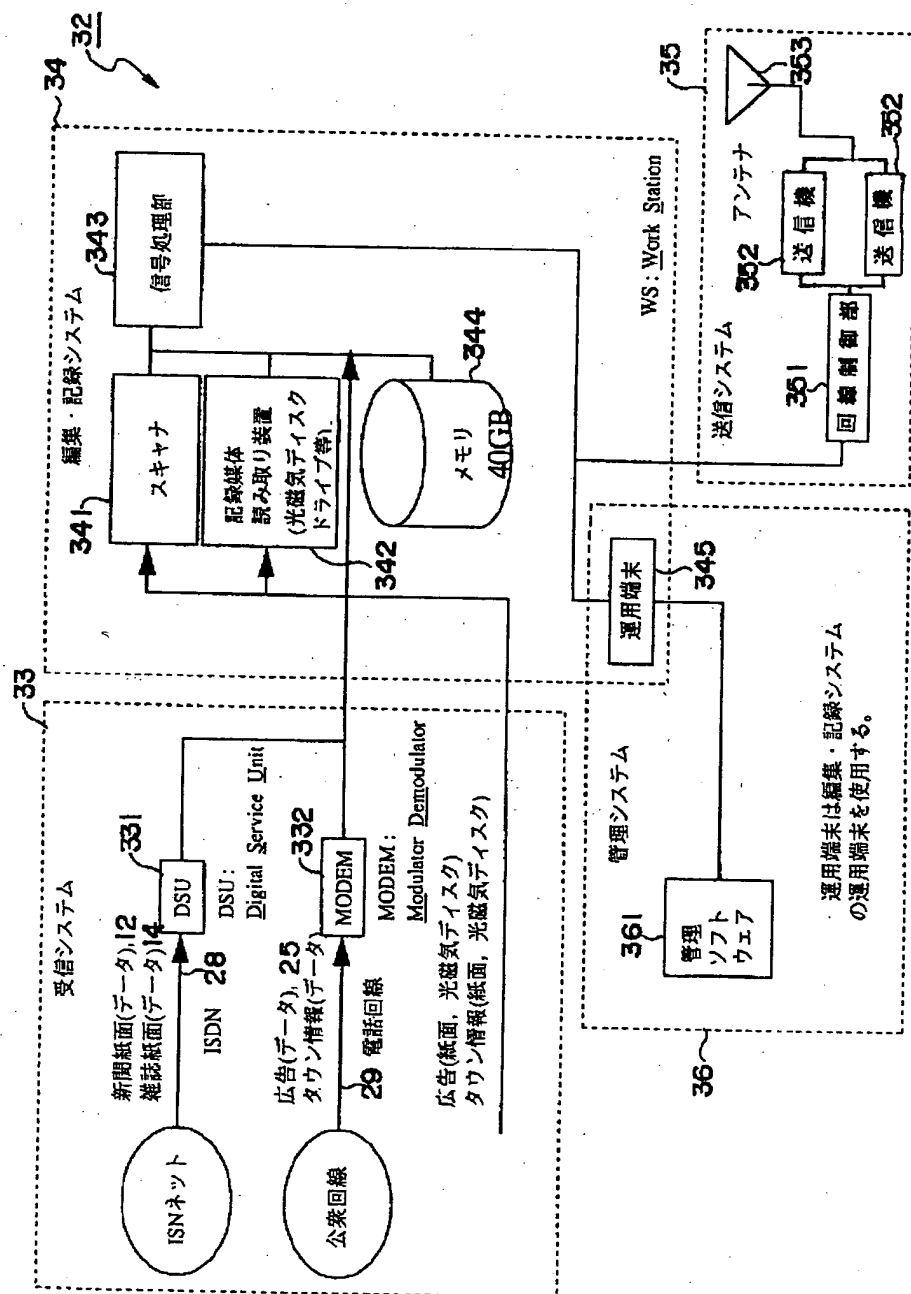 32
33
受信システム
ISNネット
新聞紙面(データ),12
雑誌紙面(データ)14
ISDN
28
331
DSU
DSU:
Digital Service Unit
公衆回線
広告(データ),25
タウン情報(データ)
29 電話回線
332
MODEM
MODEM:
Modulator Demodulator
広告(紙面, 光磁気ディスク)
タウン情報(紙面, 光磁気ディスク)
34
編集・記録システム
341
スキャナ
343
信号処理部
記録媒体
読み取り装置
(光磁気ディスク
ドライブ等)
342
344
メモリ
40GB
WS: Work Station
345
運用端末
36
管理システム
361
管理
ソフト
ウェア
運用端末は編集・記録システム
の運用端末を使用する。
35
送信システム
351
回線制御部
352
送信機
送信機
352
アンテナ
353